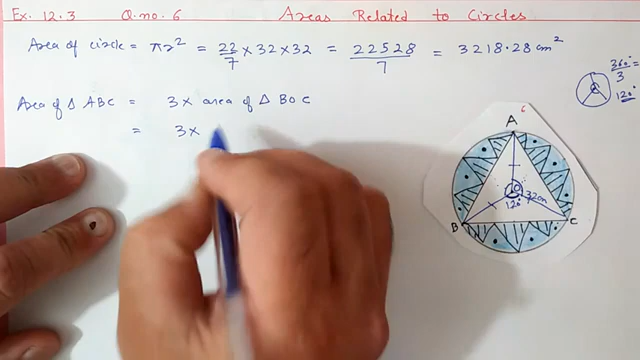 Ex. 12.3 Q.no. 6 Areas Related to Circles
Area of circle = πr² = 22/7 × 32 × 32 = 22528/7 = 3218.28 cm²
360°/3 = 120°
Area of △ ABC = 3 × area of △ BOC
= 3 ×
6
A
O
120° 32cm
B C